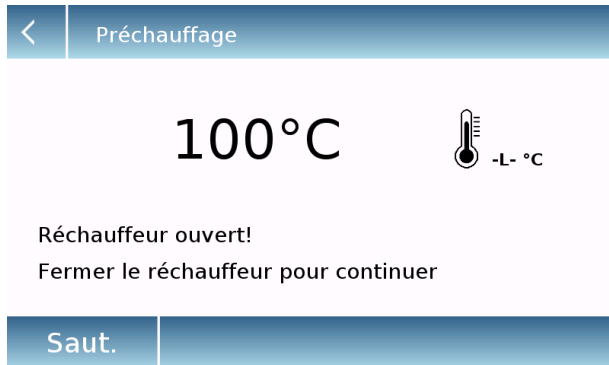 Préchauffage
100°C
-L- °C
Réchauffeur ouvert!
Fermer le réchauffeur pour continuer
Saut.